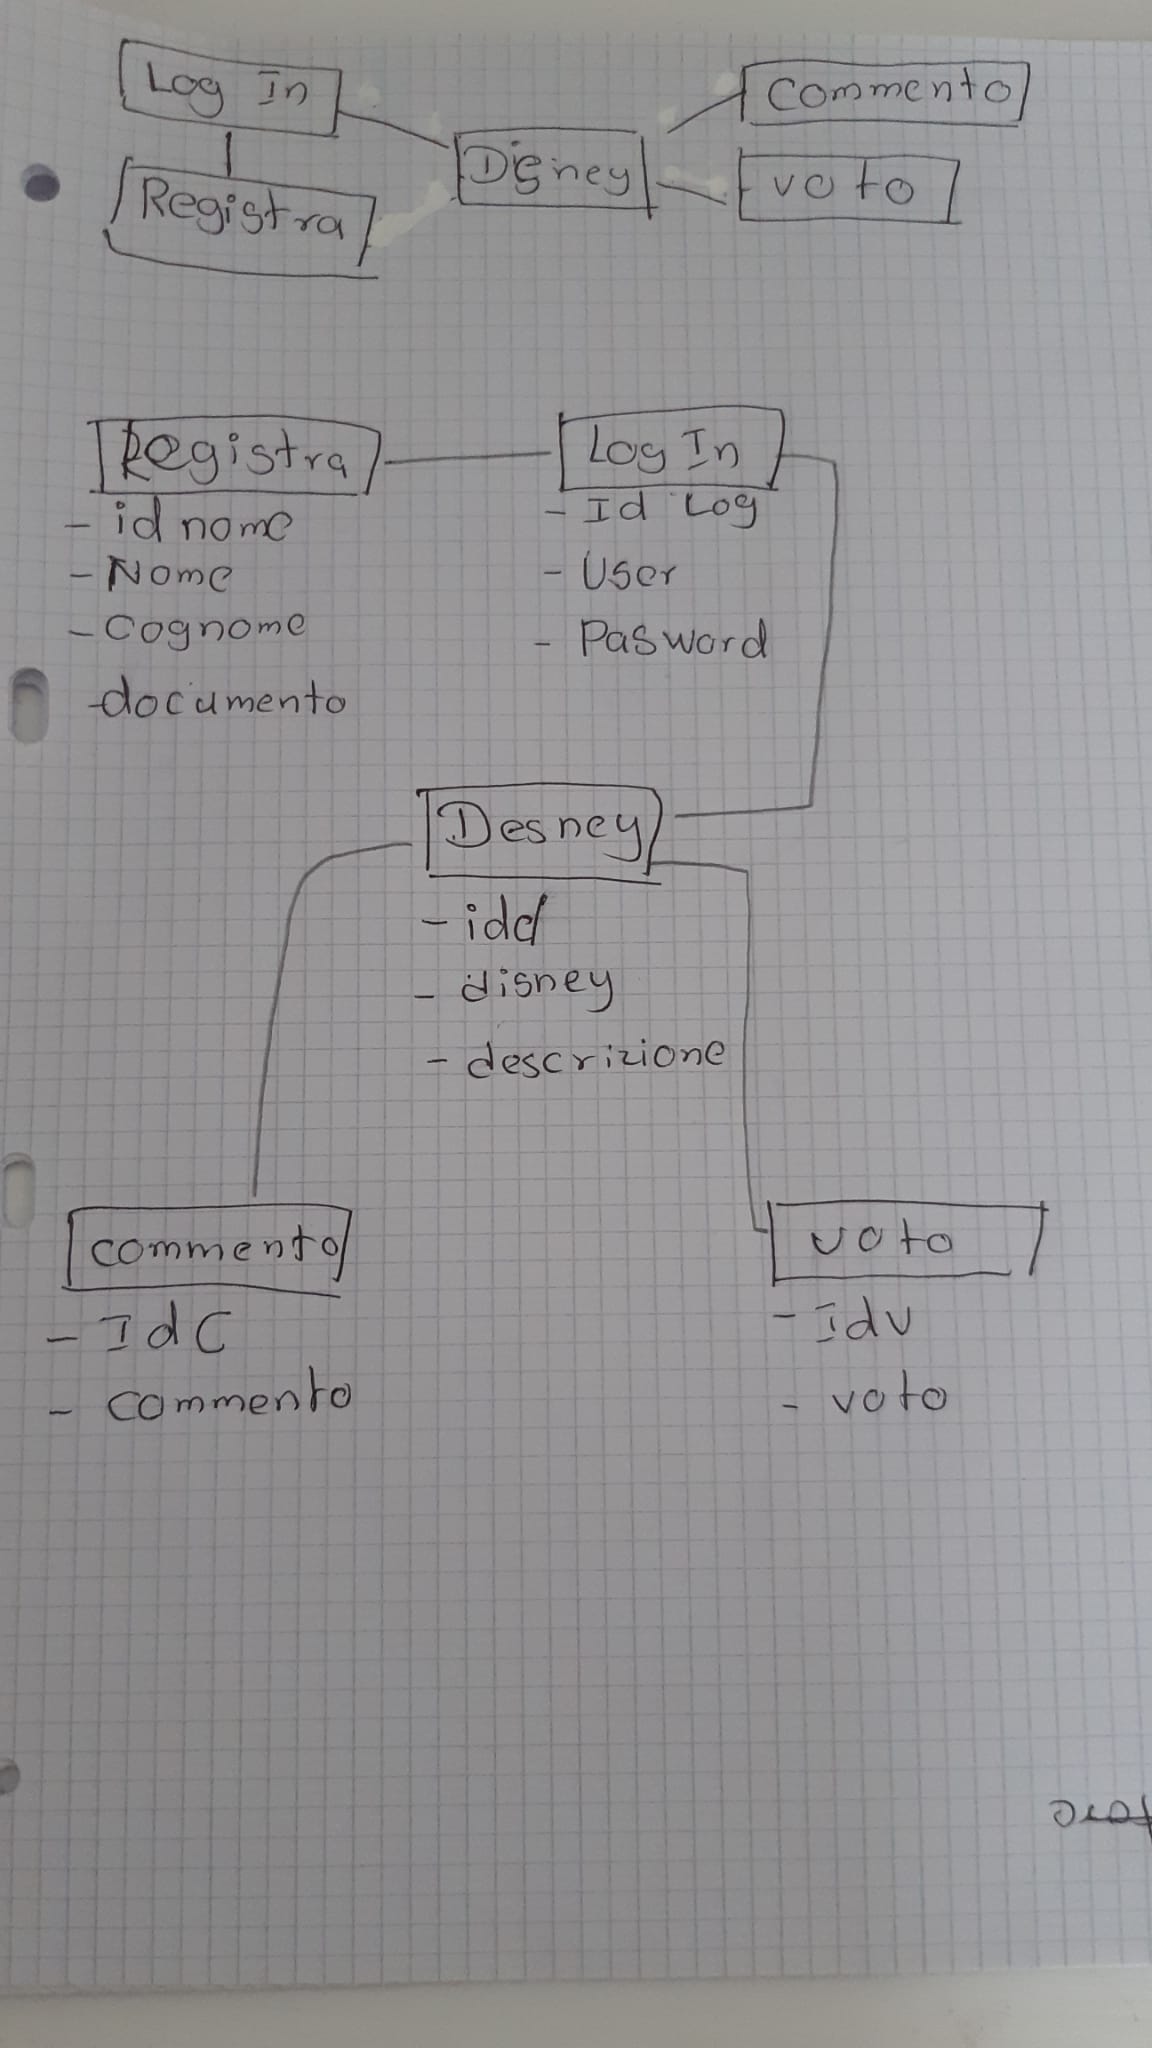 Log In
Commento
Disney
voto
Registra
Registra
Log In
- id nome
- Id Log
- Nome
- User
- Cognome
- Pasword
- documento
Desney
- idd
- disney
- descrizione
commento
voto
- IdC
- Idv
- commento
- voto